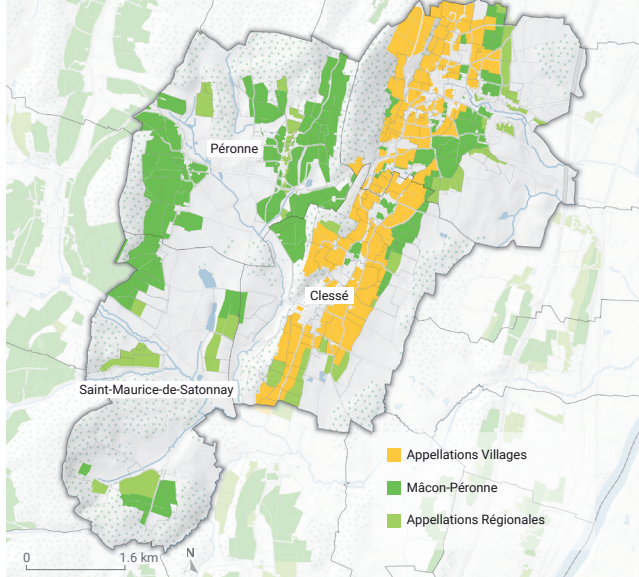 Péronne
Clessé
Saint-Maurice-de-Satonnay
Appellations Villages
Mâcon-Péronne
Appellations Régionales
0
1.6 km
N